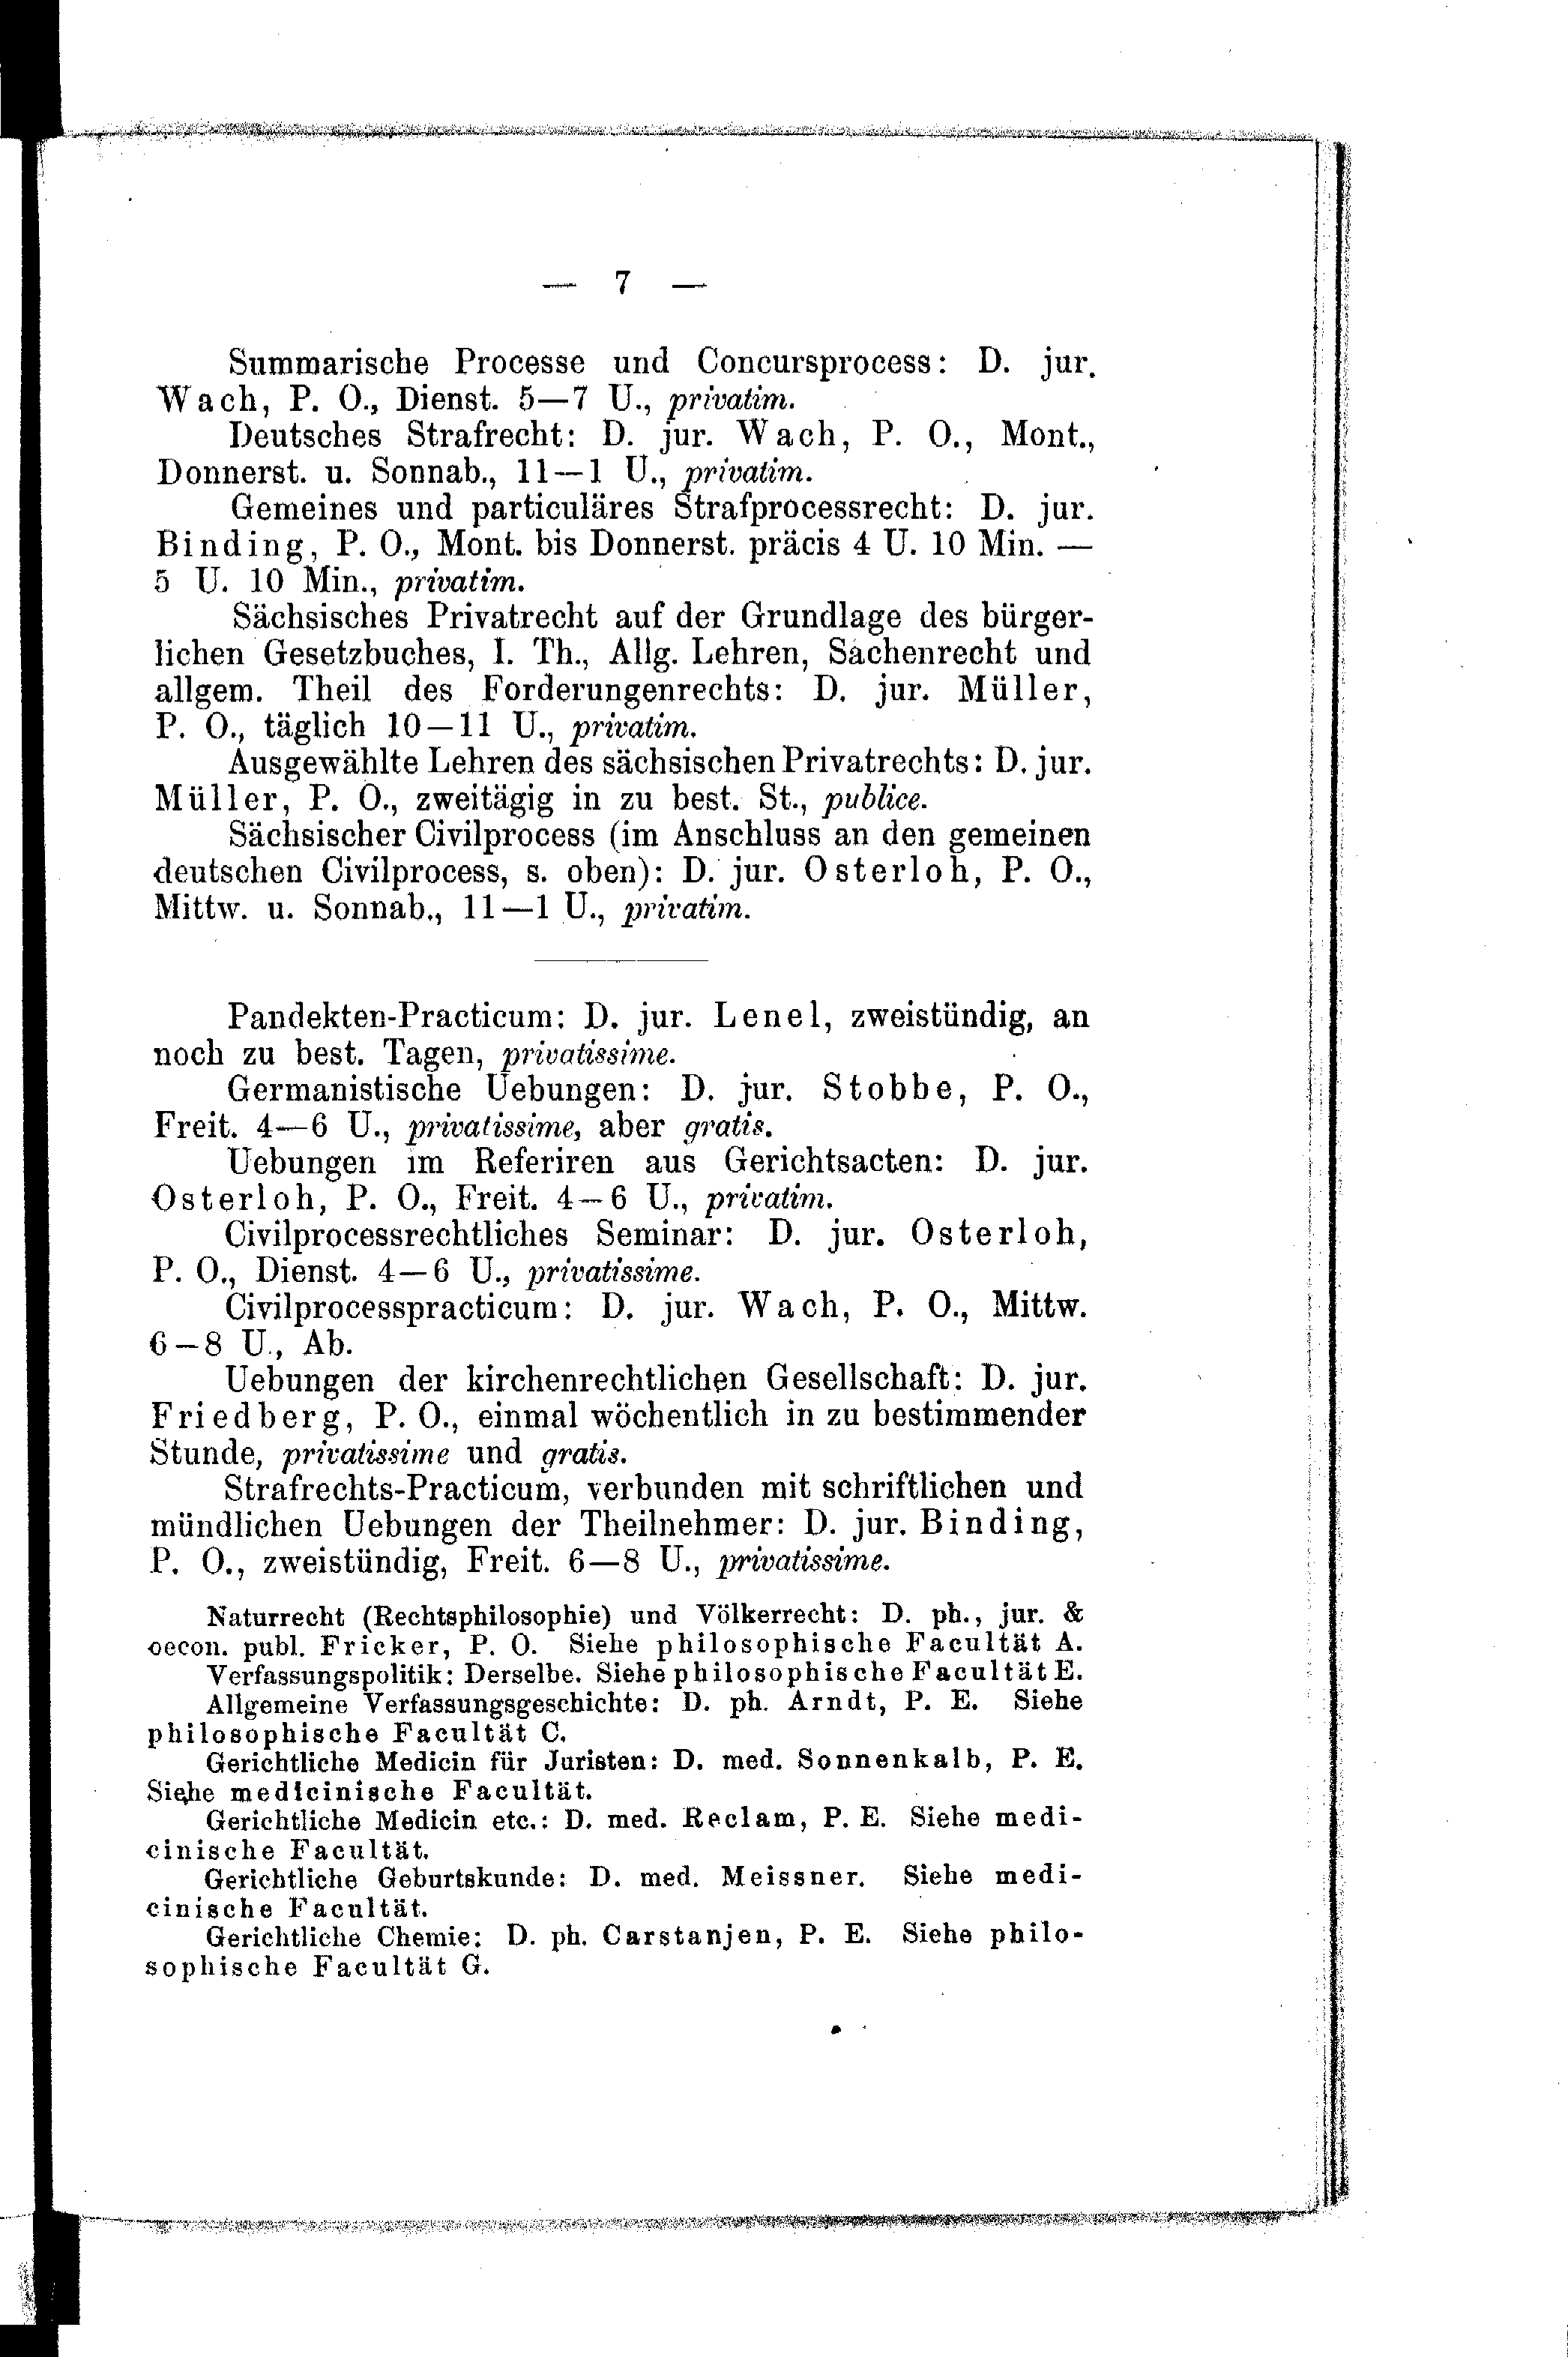 — 7 —
Summarische Processe und Concursprocess: D. jur.
Wach, P. O., Dienst. 5—7 U., privatim.
Deutsches Strafrecht: D. jur. Wach, P. O., Mont.,
Donnerst. u. Sonnab., 11—1 U., privatim.
Gemeines und particuläres Strafprocessrecht: D. jur.
Binding, P. O., Mont. bis Donnerst. präcis 4 U. 10 Min. —
5 U. 10 Min., privatim.
Sächsisches Privatrecht auf der Grundlage des bürger-
lichen Gesetzbuches, I. Th., Allg. Lehren, Sachenrecht und
allgem. Theil des Forderungenrechts: D. jur. Müller,
P. O., täglich 10—11 U., privatim.
Ausgewählte Lehren des sächsischen Privatrechts: D. jur.
Müller, P. O., zweitägig in zu best. St., publice.
Sächsischer Civilprocess (im Anschluss an den gemeinen
deutschen Civilprocess, s. oben): D. jur. Osterloh, P. O.,
Mittw. u. Sonnab., 11—1 U., privatim.
Pandekten-Practicum: D. jur. Lenel, zweistündig, an
noch zu best. Tagen, privatissime.
Germanistische Uebungen: D. jur. Stobbe, P. O.,
Freit. 4—6 U., privatissime, aber gratis.
Uebungen im Referiren aus Gerichtsacten: D. jur.
Osterloh, P. O., Freit. 4—6 U., privatim.
Civilprocessrechtliches Seminar: D. jur. Osterloh,
P. O., Dienst. 4—6 U., privatissime.
Civilprocesspracticum: D. jur. Wach, P. O., Mittw.
6—8 U., Ab.
Uebungen der kirchenrechtlichen Gesellschaft: D. jur.
Friedberg, P. O., einmal wöchentlich in zu bestimmender
Stunde, privatissime und gratis.
Strafrechts-Practicum, verbunden mit schriftlichen und
mündlichen Uebungen der Theilnehmer: D. jur. Binding,
P. O., zweistündig, Freit. 6—8 U., privatissime.
Naturrecht (Rechtsphilosophie) und Völkerrecht: D. ph., jur. &
oecon. publ. Fricker, P. O. Siehe philosophische Facultät A.
Verfassungspolitik: Derselbe. Siehe philosophische Facultät E.
Allgemeine Verfassungsgeschichte: D. ph. Arndt, P. E. Siehe
philosophische Facultät C.
Gerichtliche Medicin für Juristen: D. med. Sonnenkalb, P. E.
Siehe medicinische Facultät.
Gerichtliche Medicin etc.: D. med. Reclam, P. E. Siehe medi-
cinische Facultät.
Gerichtliche Geburtskunde: D. med. Meissner. Siehe medi-
cinische Facultät.
Gerichtliche Chemie: D. ph. Carstanjen, P. E. Siehe philo-
sophische Facultät G.